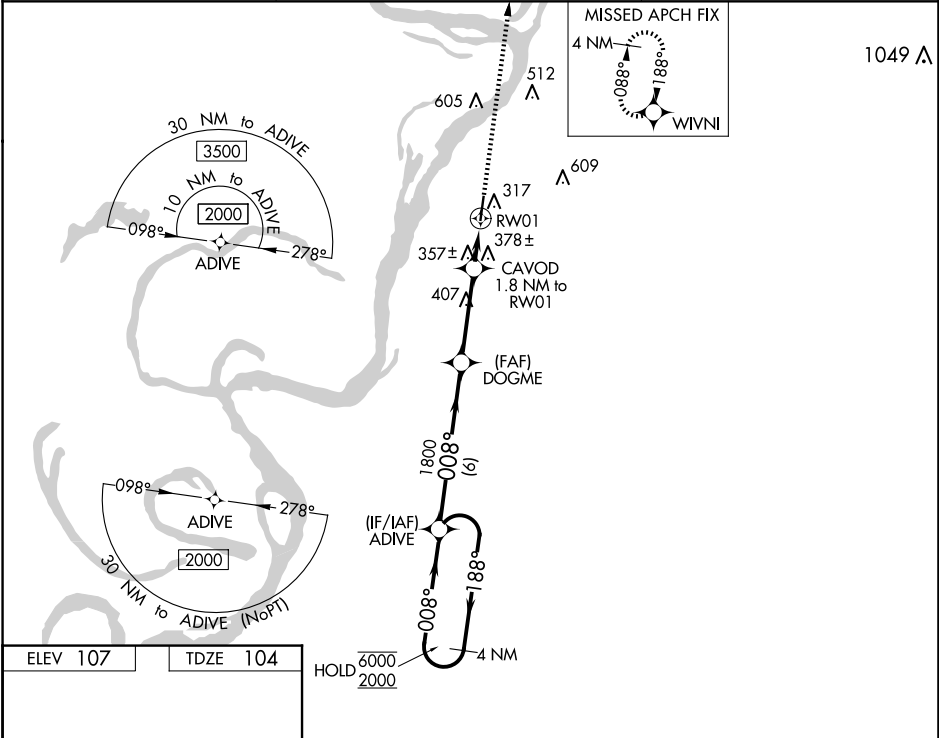 MISSED APCH FIX
4 NM
088°
188°
WIVNI
1049
512
605
609
317
RW01
378±
357±
CAVOD
1.8 NM to
RW01
407
(FAF)
DOGME
1800
008°
(6)
(IF/IAF)
ADIVE
188°
008°
HOLD 6000
2000
4 NM
30 NM to ADIVE
3500
10 NM to ADIVE
2000
098°
278°
ADIVE
098°
278°
ADIVE
2000
30 NM to ADIVE (NoPT)
ELEV 107
TDZE 104